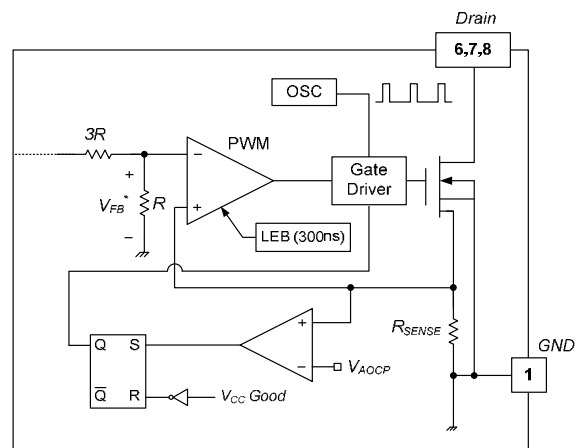 Drain
6,7,8
OSC
3R
PWM
−
+
Gate
Driver
+
V_FB*
R
−
+
LEB (300ns)
+
R_SENSE
GND
Q
S
−
V_AOCP
1
Q̅
R
V_CC Good